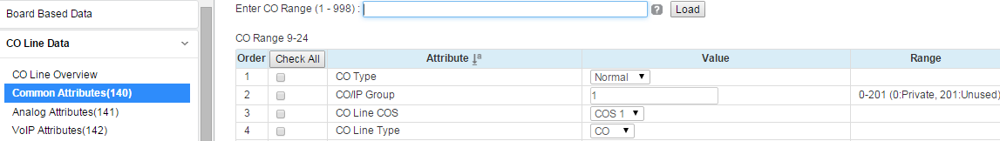 Board Based Data
CO Line Data
CO Line Overview
Common Attributes(140)
Analog Attributes(141)
VoIP Attributes(142)
Enter CO Range (1 - 998) : ? Load
CO Range 9-24
Order Check All Attribute Value Range
1 CO Type Normal
2 CO/IP Group 1 0-201 (0:Private, 201:Unused)
3 CO Line COS COS 1
4 CO Line Type CO